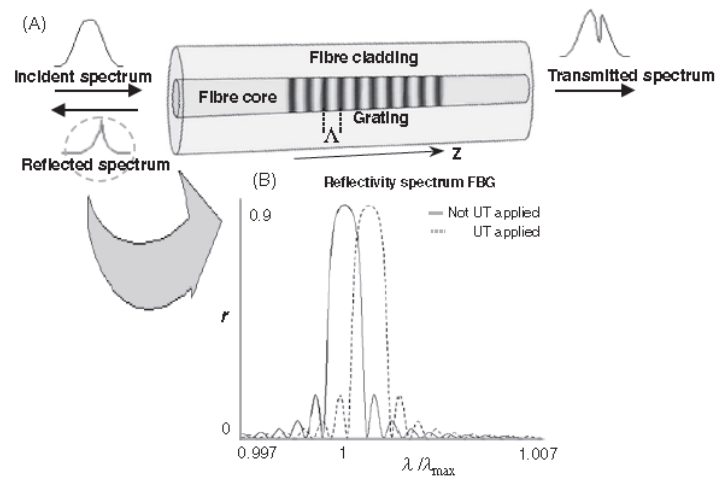 (A)
Incident spectrum
Reflected spectrum
Fibre cladding
Fibre core
Grating
Λ
z
Transmitted spectrum
(B)
Reflectivity spectrum FBG
Not UT applied
UT applied
0.9
r
0
0.997
1
1.007
λ /λmax